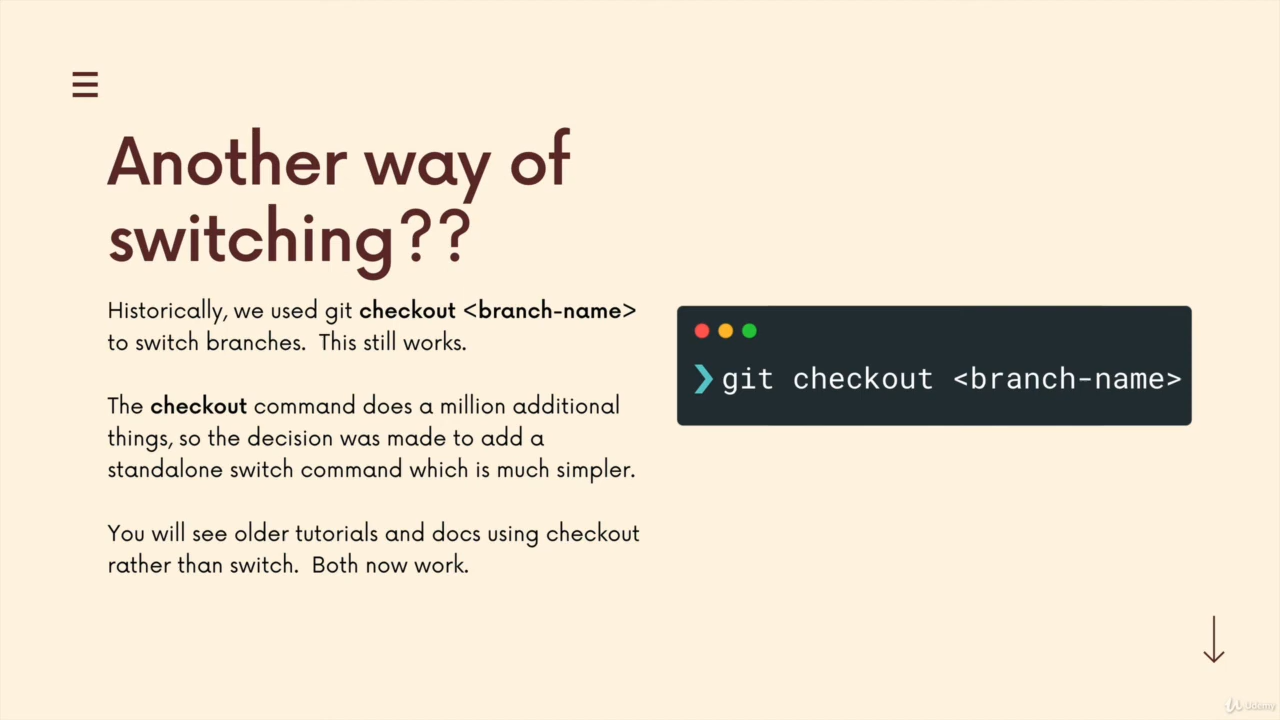 Another way of
switching??
Historically, we used git checkout <branch-name>
to switch branches.  This still works.
The checkout command does a million additional
things, so the decision was made to add a
standalone switch command which is much simpler.
You will see older tutorials and docs using checkout
rather than switch.  Both now work.
❯ git checkout <branch-name>
Udemy